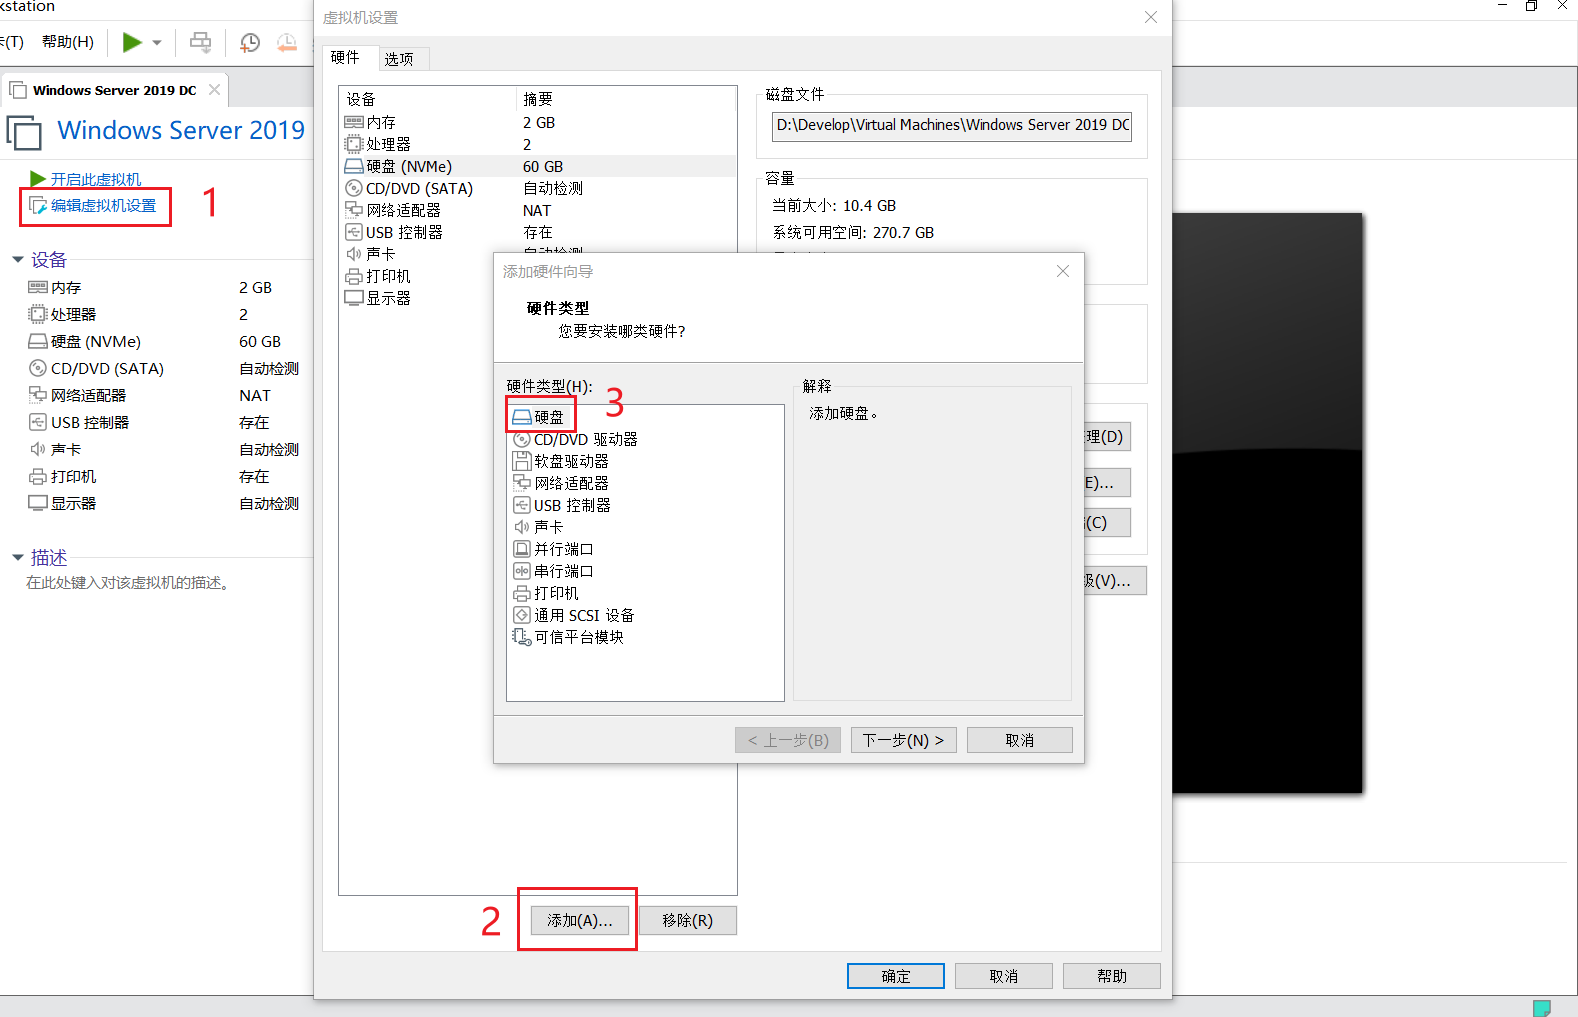 kstation
(T) 帮助(H)
Windows Server 2019 DC
Windows Server 2019
开启此虚拟机
编辑虚拟机设置
1
设备
内存 2 GB
处理器 2
硬盘 (NVMe) 60 GB
CD/DVD (SATA) 自动检测
网络适配器 NAT
USB 控制器 存在
声卡 自动检测
打印机 存在
显示器 自动检测
描述
在此处键入对该虚拟机的描述。
虚拟机设置
硬件 选项
设备 摘要
内存 2 GB
处理器 2
硬盘 (NVMe) 60 GB
CD/DVD (SATA) 自动检测
网络适配器 NAT
USB 控制器 存在
声卡 自动检测
打印机
显示器
磁盘文件
D:\Develop\Virtual Machines\Windows Server 2019 DC
容量
当前大小: 10.4 GB
系统可用空间: 270.7 GB
理(D)
E)...
(C)
级(V)...
添加硬件向导
硬件类型
您要安装哪类硬件?
硬件类型(H):
3
硬盘
CD/DVD 驱动器
软盘驱动器
网络适配器
USB 控制器
声卡
并行端口
串行端口
打印机
通用 SCSI 设备
可信平台模块
解释
添加硬盘。
< 上一步(B) 下一步(N) > 取消
2
添加(A)... 移除(R)
确定 取消 帮助